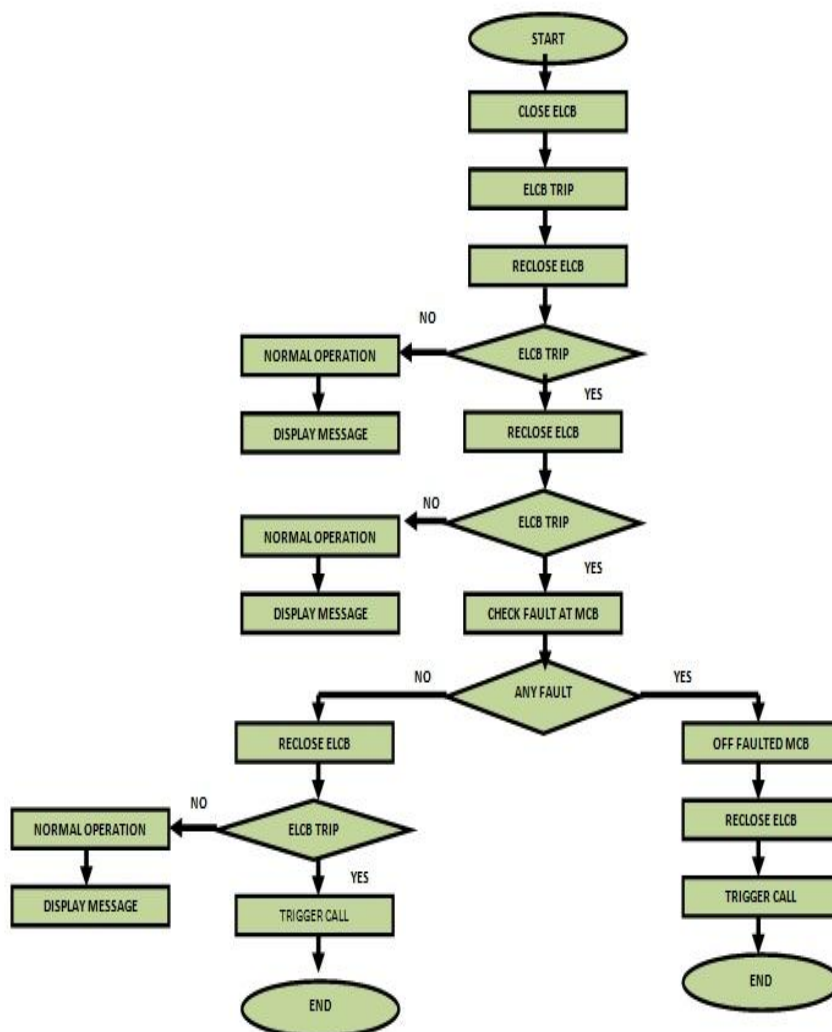 START
CLOSE ELCB
ELCB TRIP
RECLOSE ELCB
NO
NORMAL OPERATION
ELCB TRIP
YES
DISPLAY MESSAGE
RECLOSE ELCB
NO
ELCB TRIP
NORMAL OPERATION
YES
DISPLAY MESSAGE
CHECK FAULT AT MCB
NO
ANY FAULT
YES
RECLOSE ELCB
OFF FAULTED MCB
NO
NORMAL OPERATION
ELCB TRIP
RECLOSE ELCB
YES
DISPLAY MESSAGE
TRIGGER CALL
TRIGGER CALL
END
END